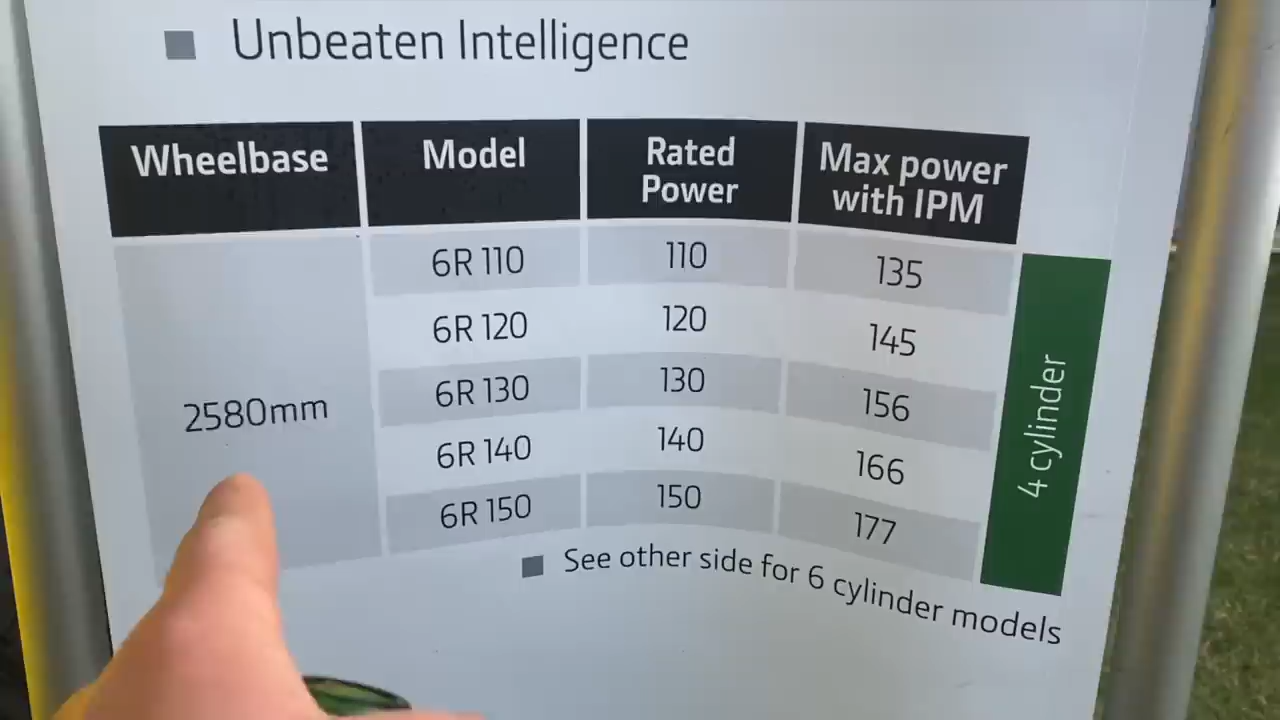 Unbeaten Intelligence
Wheelbase Model Rated Power Max power with IPM
2580mm
6R 110 110 135
6R 120 120 145
6R 130 130 156
6R 140 140 166
6R 150 150 177
4 cylinder
See other side for 6 cylinder models